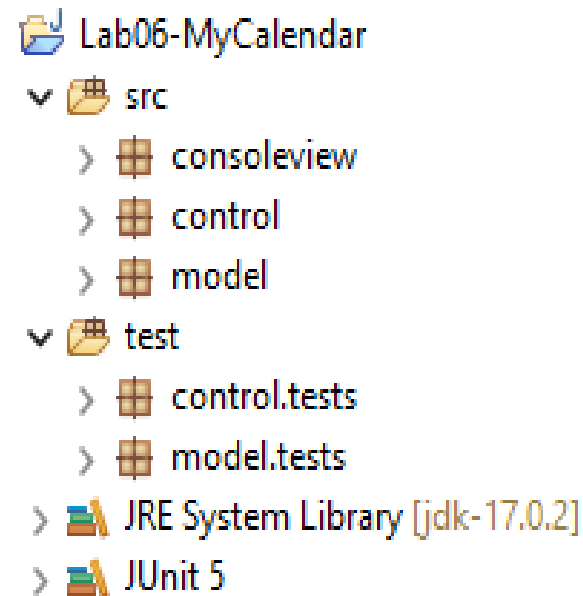 Lab06-MyCalendar
src
consoleview
control
model
test
control.tests
model.tests
JRE System Library [jdk-17.0.2]
JUnit 5